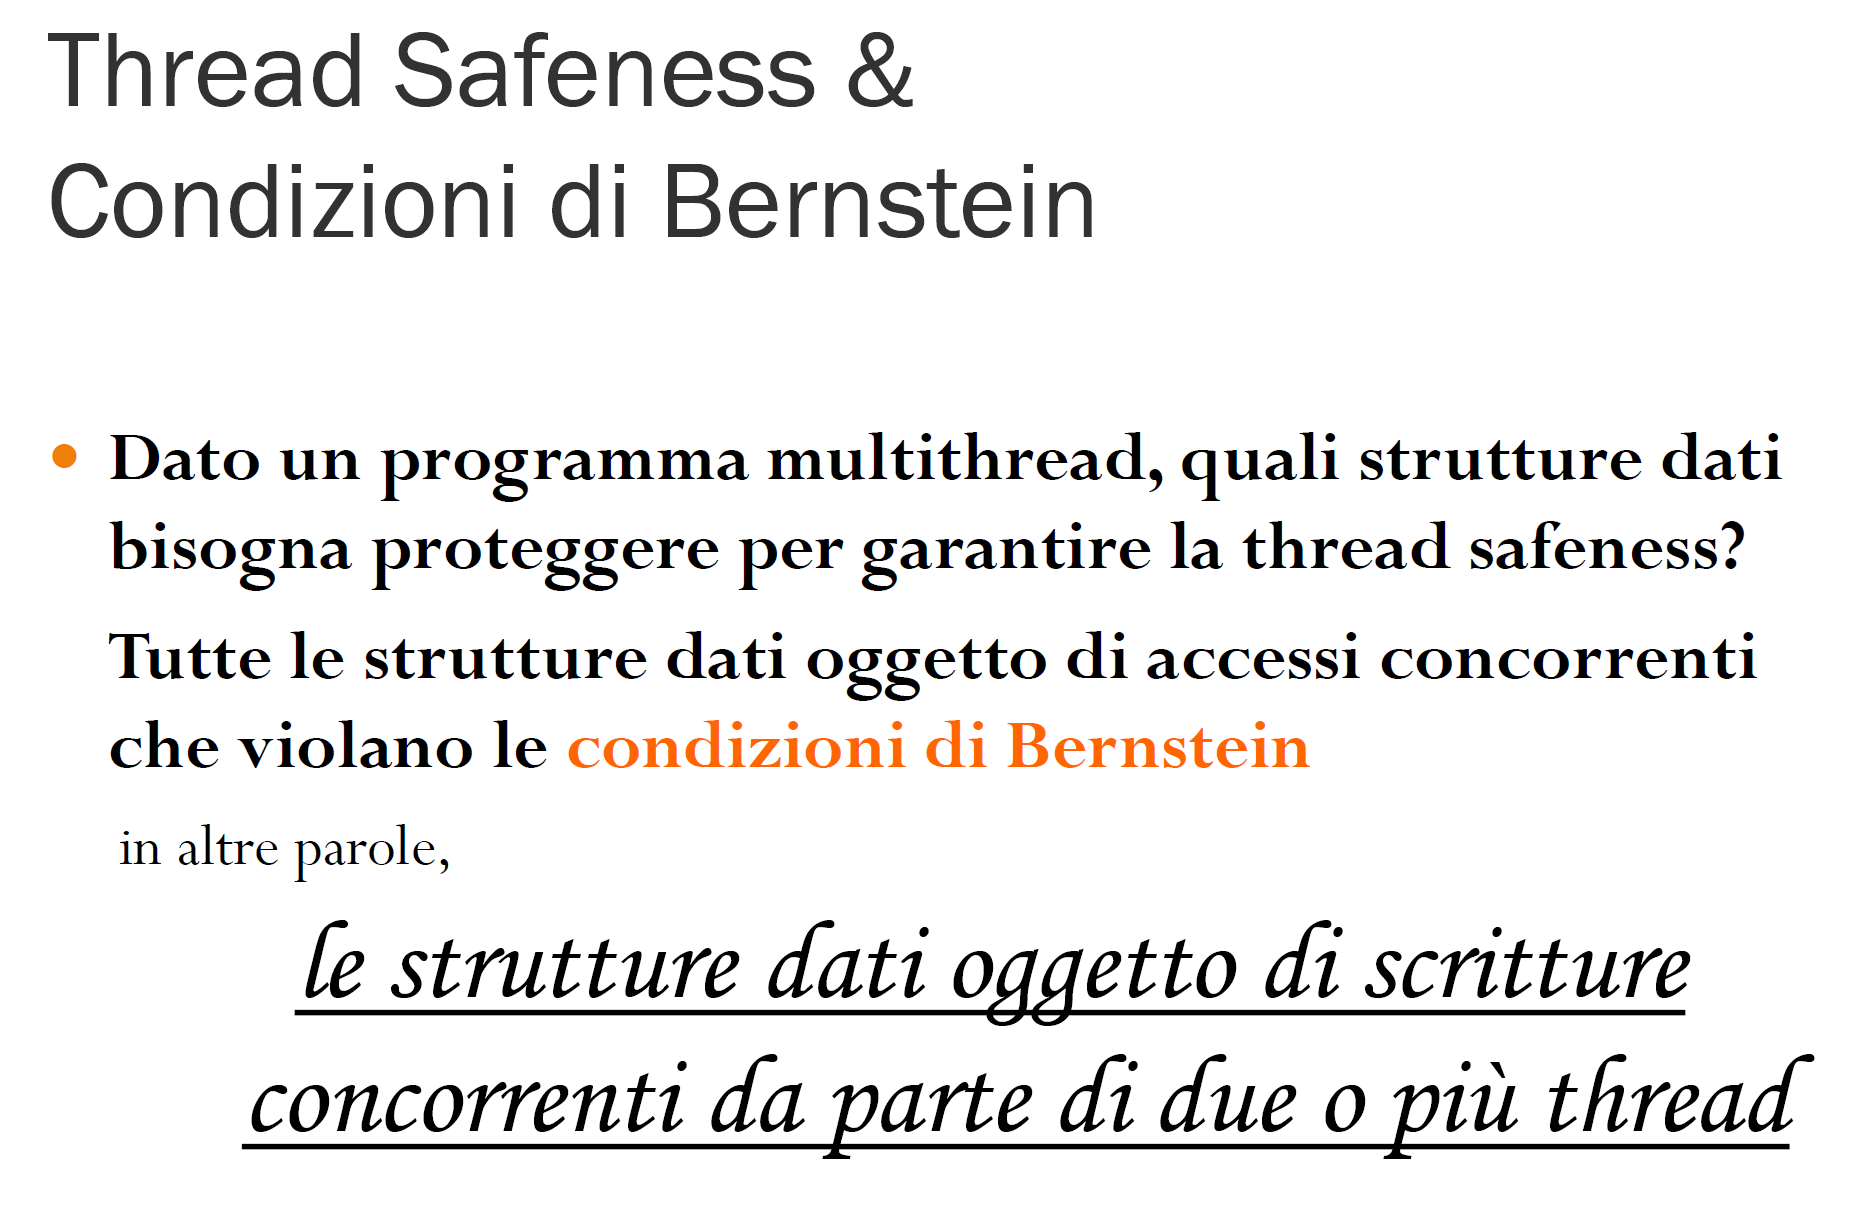 Thread Safeness &
Condizioni di Bernstein
• Dato un programma multithread, quali strutture dati
bisogna proteggere per garantire la thread safeness?
Tutte le strutture dati oggetto di accessi concorrenti
che violano le condizioni di Bernstein
in altre parole,
le strutture dati oggetto di scritture
concorrenti da parte di due o più thread